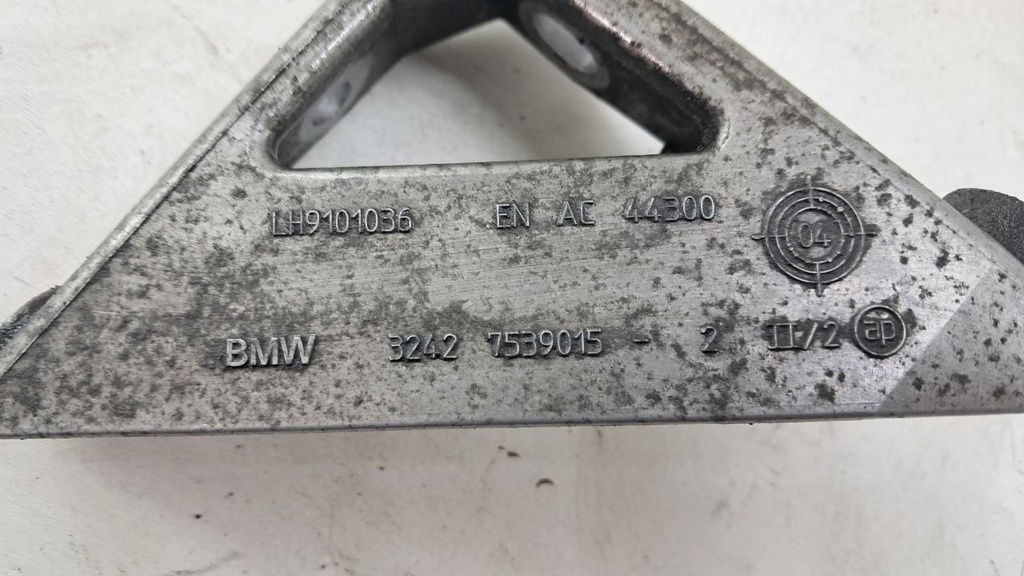 LH9101036 EN AC 44300
04
BMW 3242 7539015 - 2 II/2